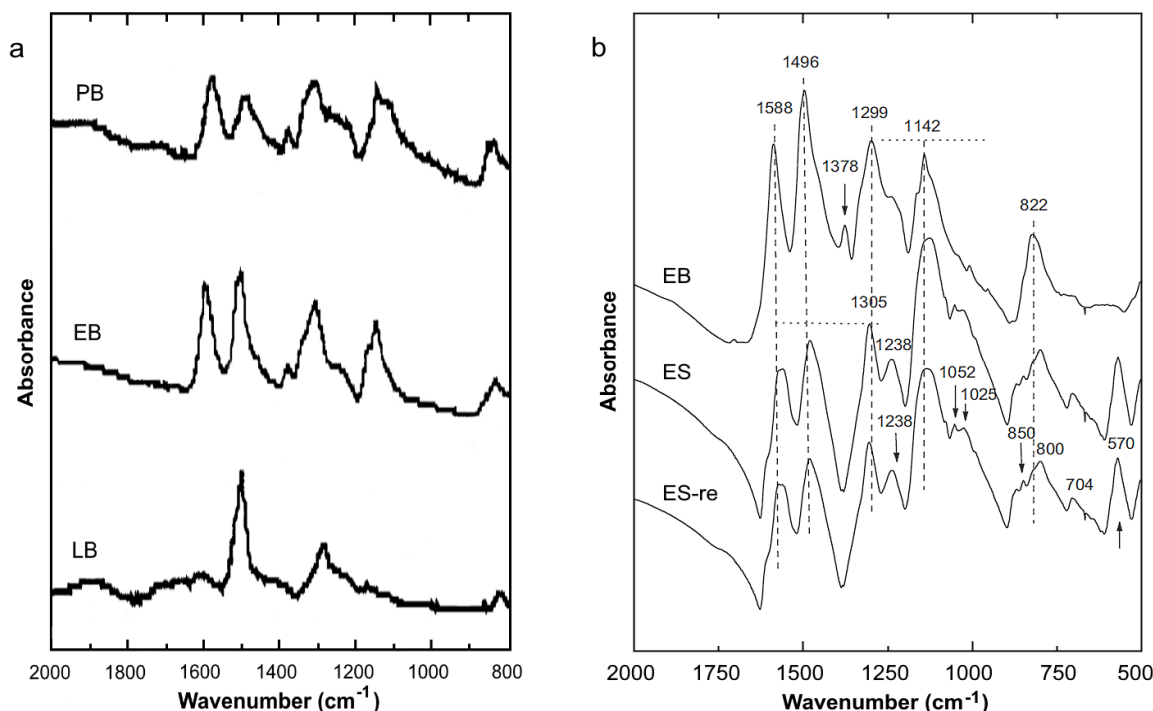 a
PB
EB
LB
Absorbance
2000 1800 1600 1400 1200 1000 800
Wavenumber (cm-1)
b
1496
1588
1299
1142
1378
822
EB
1305
1238
ES
1052
1025
1238
850
800
570
704
ES-re
Absorbance
2000 1750 1500 1250 1000 750 500
Wavenumber (cm-1)